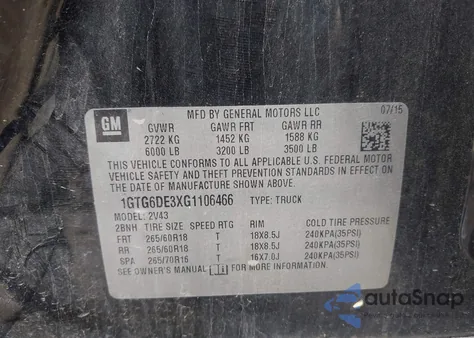 MFD BY GENERAL MOTORS LLC 07/15
GM
GVWR GAWR FRT GAWR RR
2722 KG 1452 KG 1588 KG
6000 LB 3200 LB 3500 LB
THIS VEHICLE CONFORMS TO ALL APPLICABLE U.S. FEDERAL MOTOR
VEHICLE SAFETY AND THEFT PREVENTION STANDARDS IN EFFECT
ON THE DATE OF MANUFACTURE SHOWN ABOVE.
1GTG6DE3XG1106466 TYPE: TRUCK
MODEL: 2V43
2BNH TIRE SIZE SPEED RTG RIM COLD TIRE PRESSURE
FRT 265/60R18 T 18X8.5J 240KPA(35PSI)
RR 265/60R18 T 18X8.5J 240KPA(35PSI)
SPA 265/70R16 T 16X7.0J 240KPA(35PSI)
SEE OWNER'S MANUAL FOR MORE INFORMATION.
autoSnap